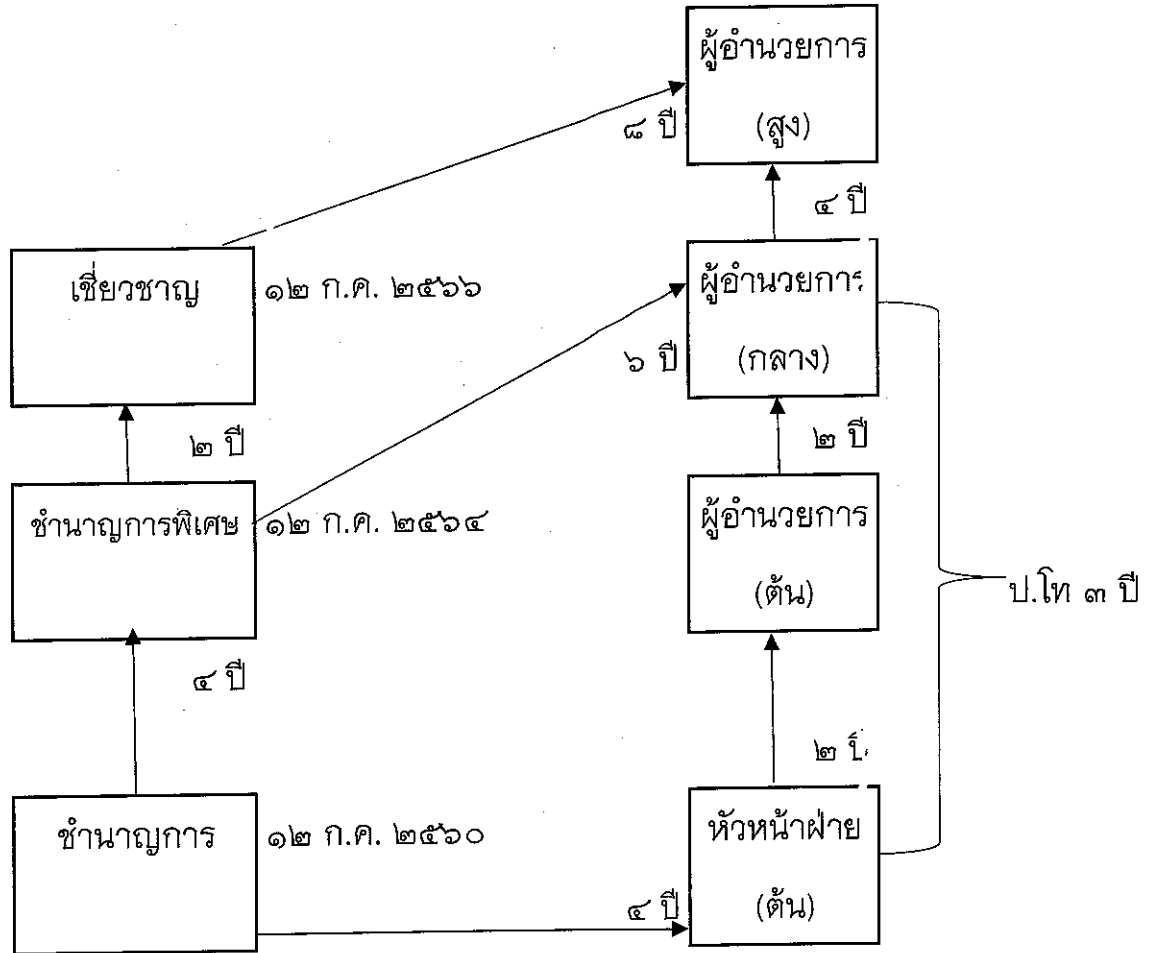 ผู้อำนวยการ
(สูง)
๘ ปี
๔ ปี
เชี่ยวชาญ
๑๒ ก.ค. ๒๕๖๖
ผู้อำนวยการ
(กลาง)
๖ ปี
๒ ปี
๒ ปี
ชำนาญการพิเศษ
๑๒ ก.ค. ๒๕๖๔
ผู้อำนวยการ
(ต้น)
ป.โท ๓ ปี
๔ ปี
๒ ปี
ชำนาญการ
๑๒ ก.ค. ๒๕๖๐
หัวหน้าฝ่าย
(ต้น)
๔ ปี